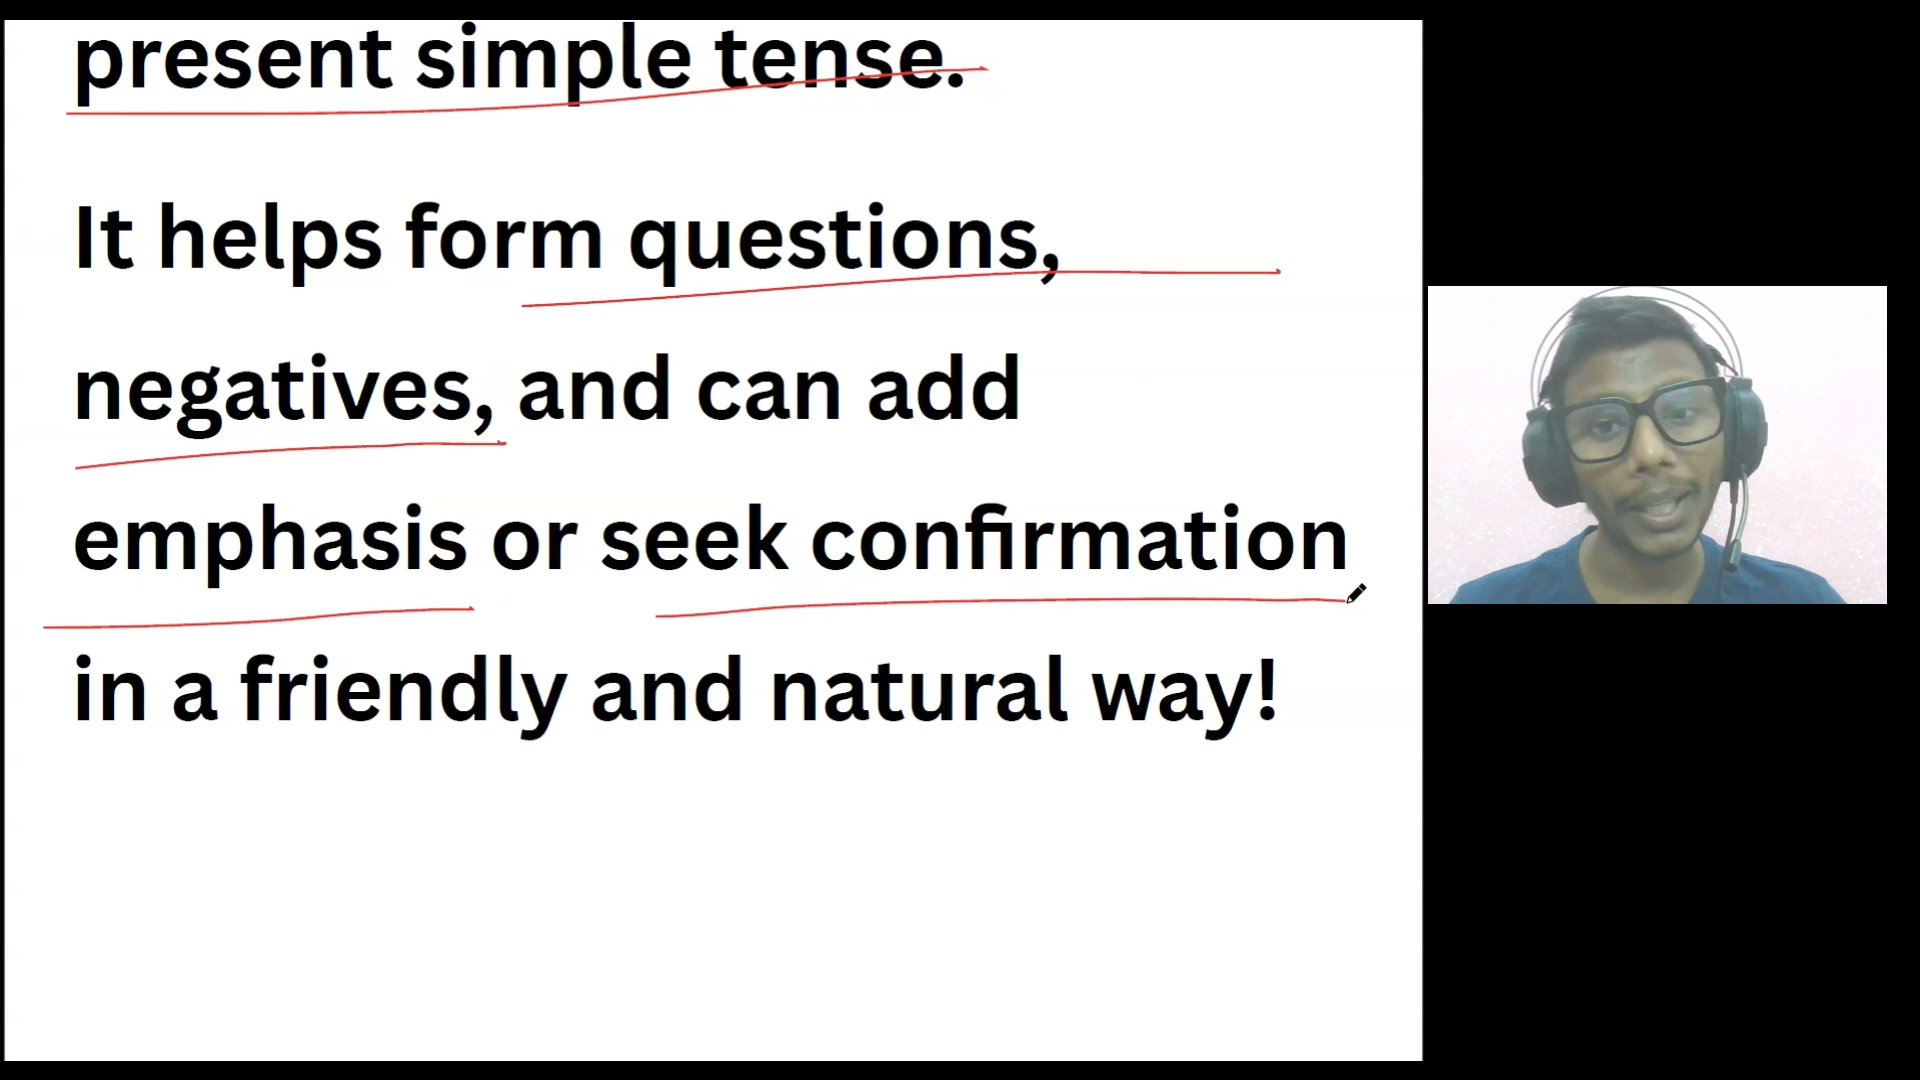 present simple tense.
It helps form questions,
negatives, and can add
emphasis or seek confirmation
in a friendly and natural way!